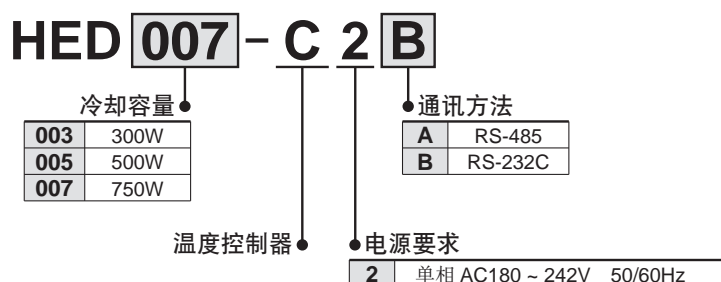 HED 007 - C 2 B
冷却容量
003 300W
005 500W
007 750W
通讯方法
A RS-485
B RS-232C
温度控制器
电源要求
2 单相 AC180 ~ 242V 50/60Hz